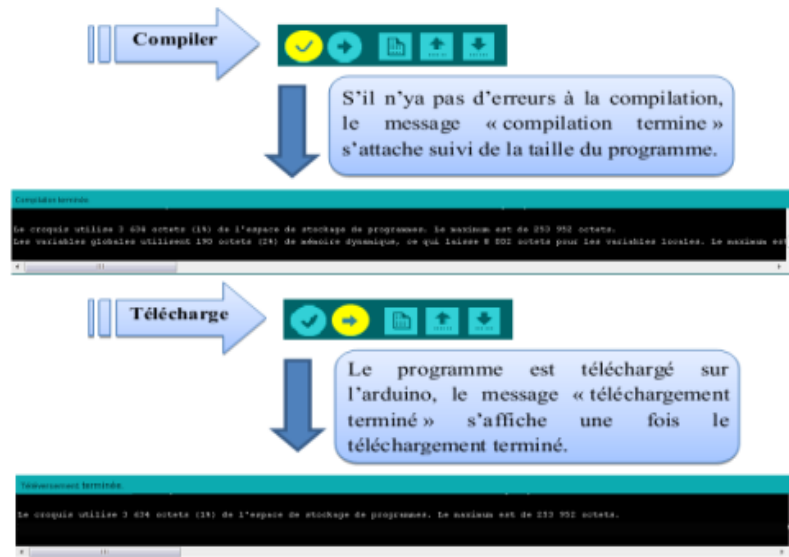 Compiler
S'il n'ya pas d'erreurs à la compilation,
le message « compilation termine »
s'attache suivi de la taille du programme.
Compilation terminée
Le croquis utilise 3 634 octets (1%) de l'espace de stockage de programmes. Le maximum est de 253 952 octets.
Les variables globales utilisent 190 octets (2%) de mémoire dynamique, ce qui laisse 8 002 octets pour les variables locales. Le maximum est
Télécharge
Le programme est téléchargé sur
l'arduino, le message « téléchargement
terminé » s'affiche une fois le
téléchargement terminé.
Téléversement terminée.
Le croquis utilise 3 634 octets (1%) de l'espace de stockage de programmes. Le maximum est de 253 952 octets.